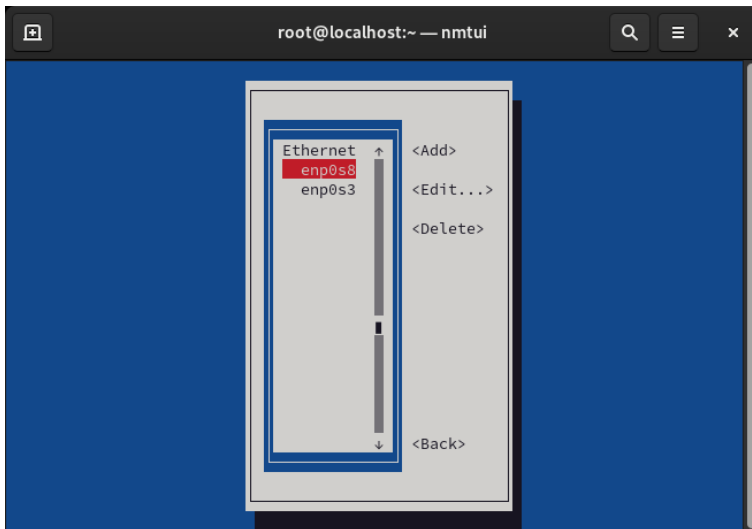 root@localhost:~ — nmtui
Ethernet <Add>
enp0s8
enp0s3 <Edit...>
<Delete>
<Back>